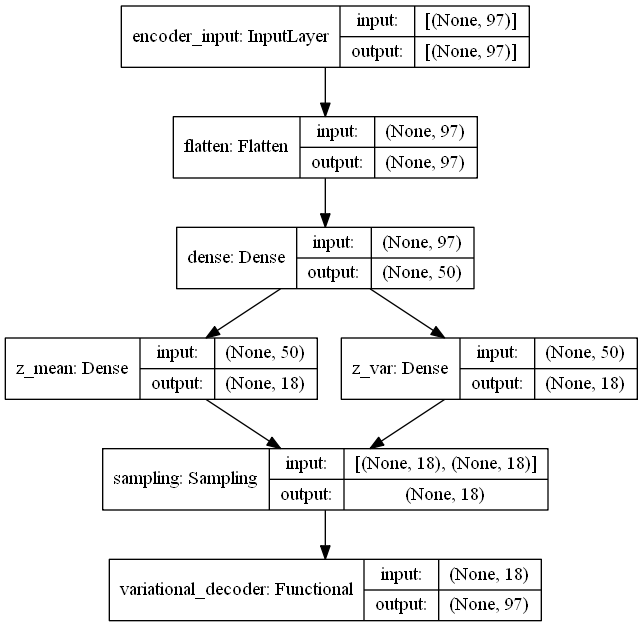 encoder_input: InputLayer
input: [(None, 97)]
output: [(None, 97)]
flatten: Flatten
input: (None, 97)
output: (None, 97)
dense: Dense
input: (None, 97)
output: (None, 50)
z_mean: Dense
input: (None, 50)
output: (None, 18)
z_var: Dense
input: (None, 50)
output: (None, 18)
sampling: Sampling
input: [(None, 18), (None, 18)]
output: (None, 18)
variational_decoder: Functional
input: (None, 18)
output: (None, 97)